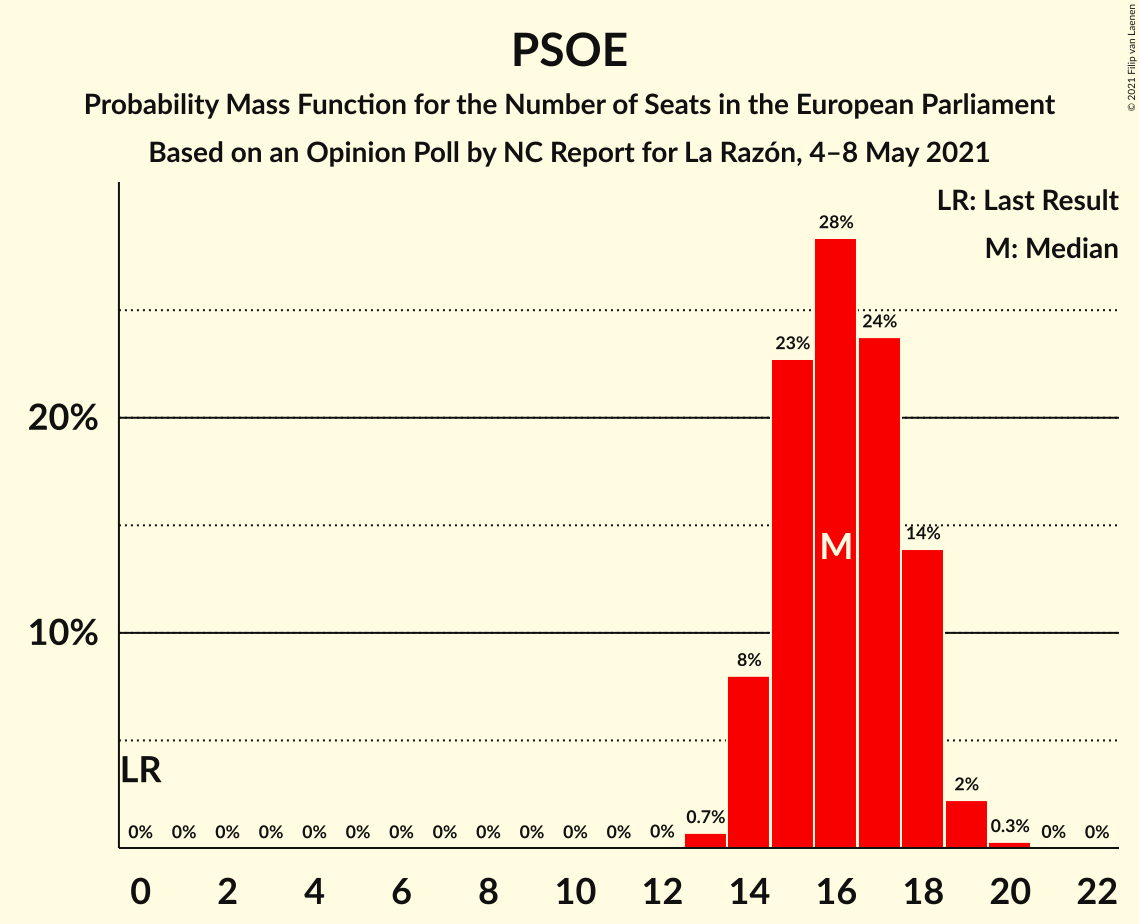 PSOE
Probability Mass Function for the Number of Seats in the European Parliament
Based on an Opinion Poll by NC Report for La Razón, 4–8 May 2021
© 2021 Filip van Laenen
LR: Last Result
M: Median
20%
10%
LR
M
0% 0% 0% 0% 0% 0% 0% 0% 0% 0% 0% 0% 0% 0.7% 8% 23% 28% 24% 14% 2% 0.3% 0% 0%
0 2 4 6 8 10 12 14 16 18 20 22